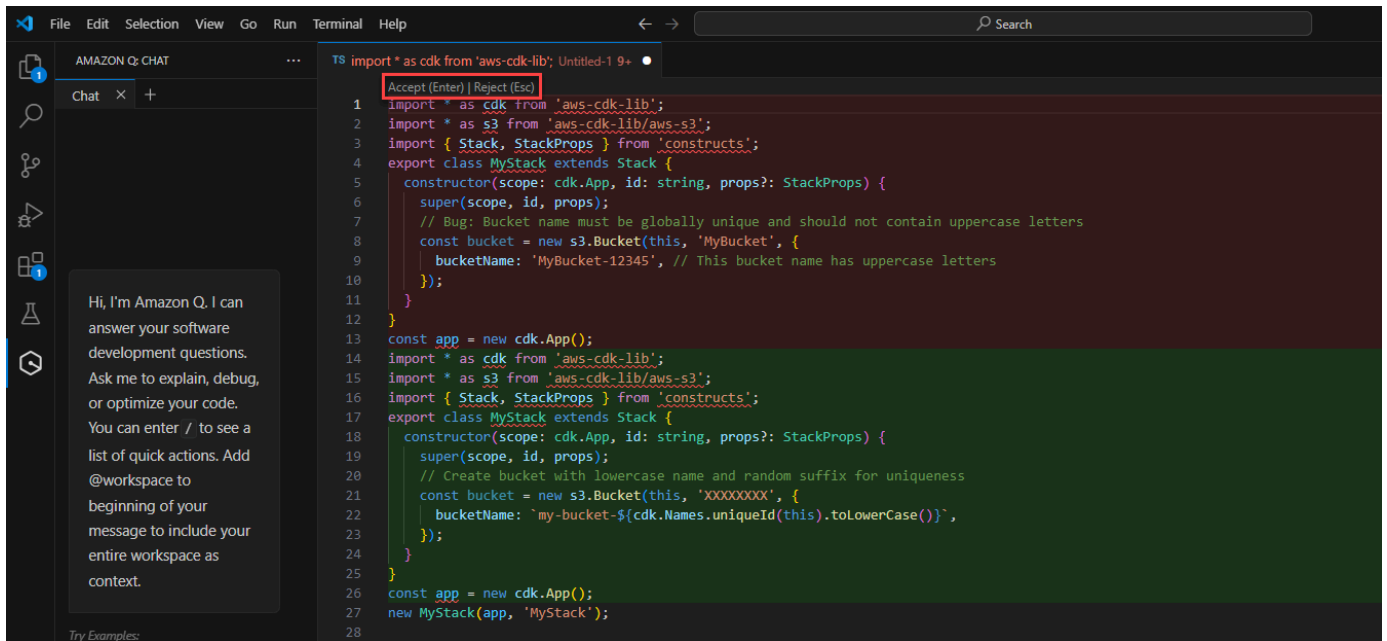 File Edit Selection View Go Run Terminal Help
Search
AMAZON Q: CHAT
Chat
Hi, I'm Amazon Q. I can
answer your software
development questions.
Ask me to explain, debug,
or optimize your code.
You can enter / to see a
list of quick actions. Add
@workspace to
beginning of your
message to include your
entire workspace as
context.
Try Examples:
TS import * as cdk from 'aws-cdk-lib'; Untitled-1 9+
Accept (Enter) | Reject (Esc)
1 import * as cdk from 'aws-cdk-lib';
2 import * as s3 from 'aws-cdk-lib/aws-s3';
3 import { Stack, StackProps } from 'constructs';
4 export class MyStack extends Stack {
5 constructor(scope: cdk.App, id: string, props?: StackProps) {
6 super(scope, id, props);
7 // Bug: Bucket name must be globally unique and should not contain uppercase letters
8 const bucket = new s3.Bucket(this, 'MyBucket', {
9 bucketName: 'MyBucket-12345', // This bucket name has uppercase letters
10 });
11 }
12 }
13 const app = new cdk.App();
14 import * as cdk from 'aws-cdk-lib';
15 import * as s3 from 'aws-cdk-lib/aws-s3';
16 import { Stack, StackProps } from 'constructs';
17 export class MyStack extends Stack {
18 constructor(scope: cdk.App, id: string, props?: StackProps) {
19 super(scope, id, props);
20 // Create bucket with lowercase name and random suffix for uniqueness
21 const bucket = new s3.Bucket(this, 'XXXXXXXX', {
22 bucketName: `my-bucket-${cdk.Names.uniqueId(this).toLowerCase()}`,
23 });
24 }
25 }
26 const app = new cdk.App();
27 new MyStack(app, 'MyStack');
28